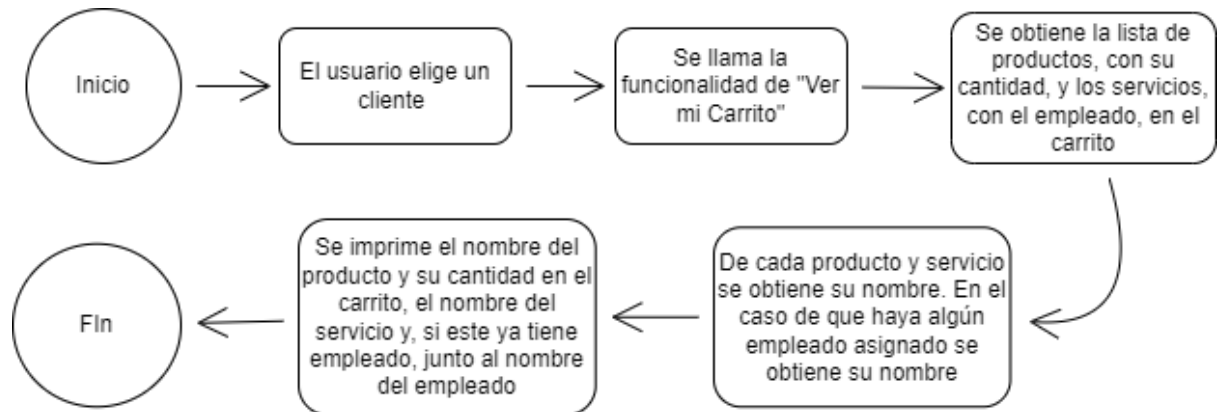 Inicio
El usuario elige un
cliente
Se llama la
funcionalidad de "Ver
mi Carrito"
Se obtiene la lista de
productos, con su
cantidad, y los servicios,
con el empleado, en el
carrito
De cada producto y servicio
se obtiene su nombre. En el
caso de que haya algún
empleado asignado se
obtiene su nombre
Se imprime el nombre del
producto y su cantidad en el
carrito, el nombre del
servicio y, si este ya tiene
empleado, junto al nombre
del empleado
FIn